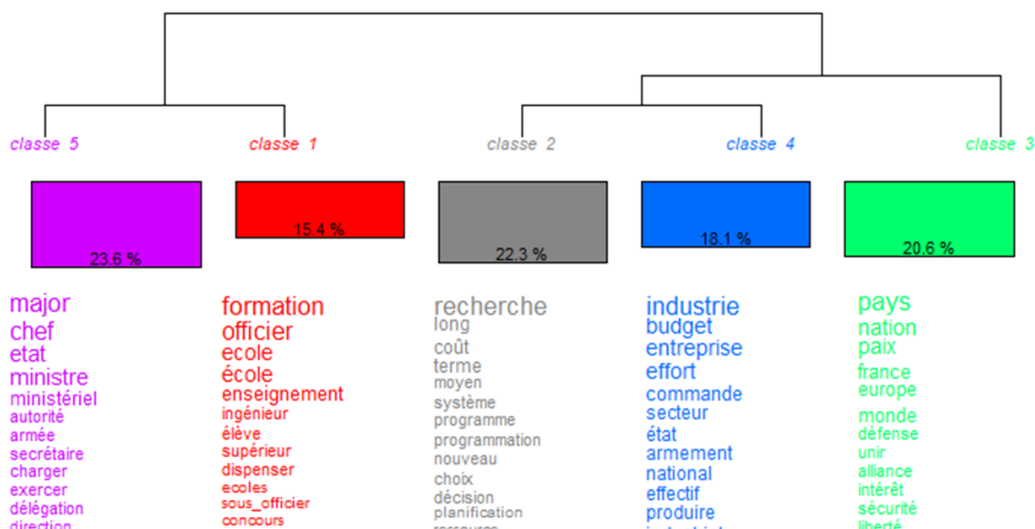 classe 5
classe 1
classe 2
classe 4
classe 3
23.6 %
15.4 %
22.3 %
18.1 %
20.6 %
major
chef
etat
ministre
ministériel
autorité
armée
secrétaire
charger
exercer
délégation
direction
formation
officier
ecole
école
enseignement
ingénieur
élève
supérieur
dispenser
ecoles
sous_officier
concours
recherche
long
coût
terme
moyen
système
programme
programmation
nouveau
choix
décision
planification
industrie
budget
entreprise
effort
commande
secteur
état
armement
national
effectif
produire
pays
nation
paix
france
europe
monde
défense
unir
alliance
intérêt
sécurité
liberté